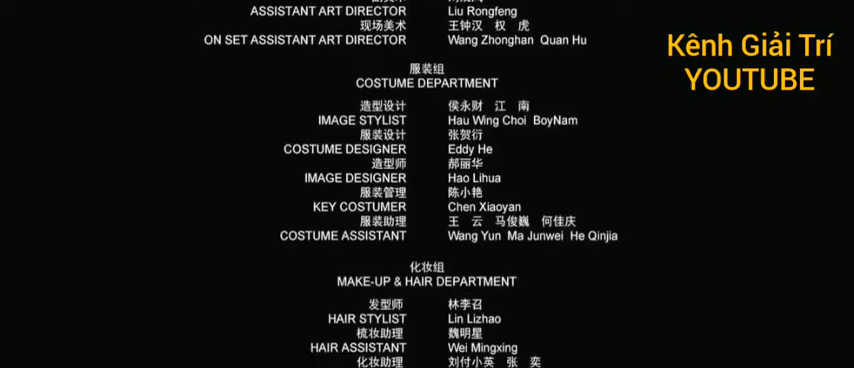 ASSISTANT ART DIRECTOR Liu Rongfeng
现场美术 王钟汉 权 虎
ON SET ASSISTANT ART DIRECTOR Wang Zhonghan Quan Hu
Kênh Giải Trí
YOUTUBE
服装组
COSTUME DEPARTMENT
造型设计 侯永财 江 南
IMAGE STYLIST Hau Wing Choi BoyNam
服装设计 张贺衍
COSTUME DESIGNER Eddy He
造型师 郝丽华
IMAGE DESIGNER Hao Lihua
服装管理 陈小艳
KEY COSTUMER Chen Xiaoyan
服装助理 王 云 马俊巍 何佳庆
COSTUME ASSISTANT Wang Yun Ma Junwei He Qinjia
化妆组
MAKE-UP & HAIR DEPARTMENT
发型师 林李召
HAIR STYLIST Lin Lizhao
梳妆助理 魏明星
HAIR ASSISTANT Wei Mingxing
化妆助理 刘付小英 张 奕